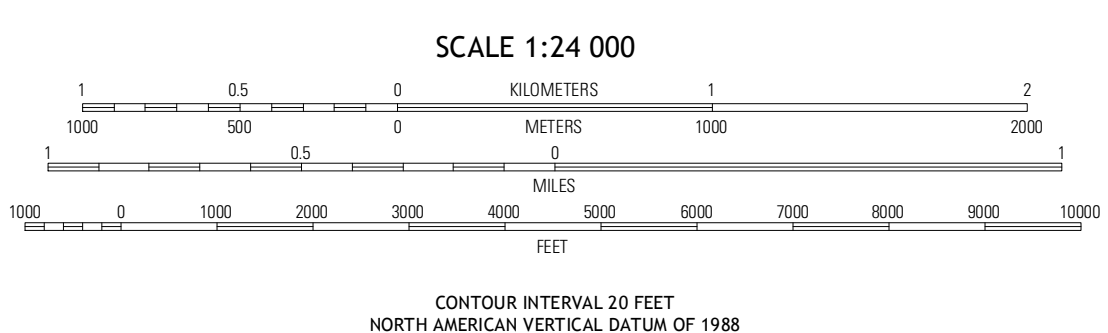 SCALE 1:24 000
1 0.5 0 KILOMETERS 1 2
1000 500 0 METERS 1000 2000
1 0.5 0 1
MILES
1000 0 1000 2000 3000 4000 5000 6000 7000 8000 9000 10000
FEET
CONTOUR INTERVAL 20 FEET
NORTH AMERICAN VERTICAL DATUM OF 1988